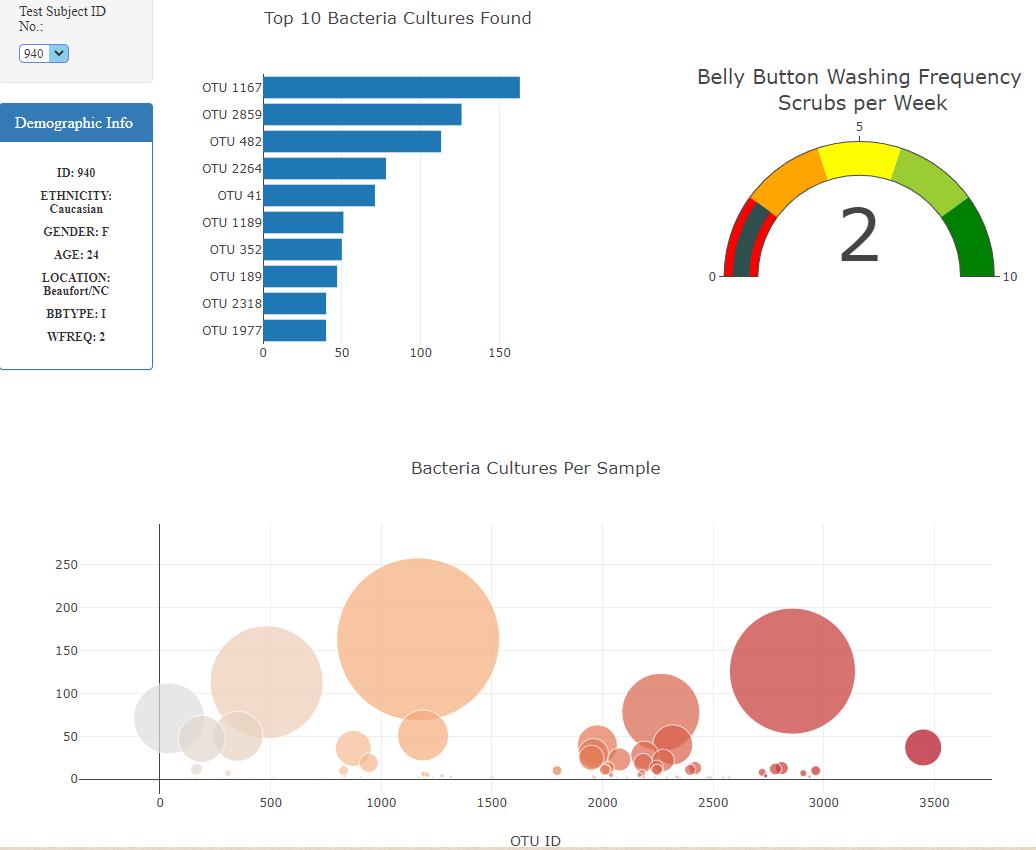 Test Subject ID
No.:
940
Demographic Info
ID: 940
ETHNICITY:
Caucasian
GENDER: F
AGE: 24
LOCATION:
Beaufort/NC
BBTYPE: I
WFREQ: 2
Top 10 Bacteria Cultures Found
OTU 1167
OTU 2859
OTU 482
OTU 2264
OTU 41
OTU 1189
OTU 352
OTU 189
OTU 2318
OTU 1977
0 50 100 150
Belly Button Washing Frequency
Scrubs per Week
5
2
0 10
Bacteria Cultures Per Sample
250
200
150
100
50
0
0 500 1000 1500 2000 2500 3000 3500
OTU ID